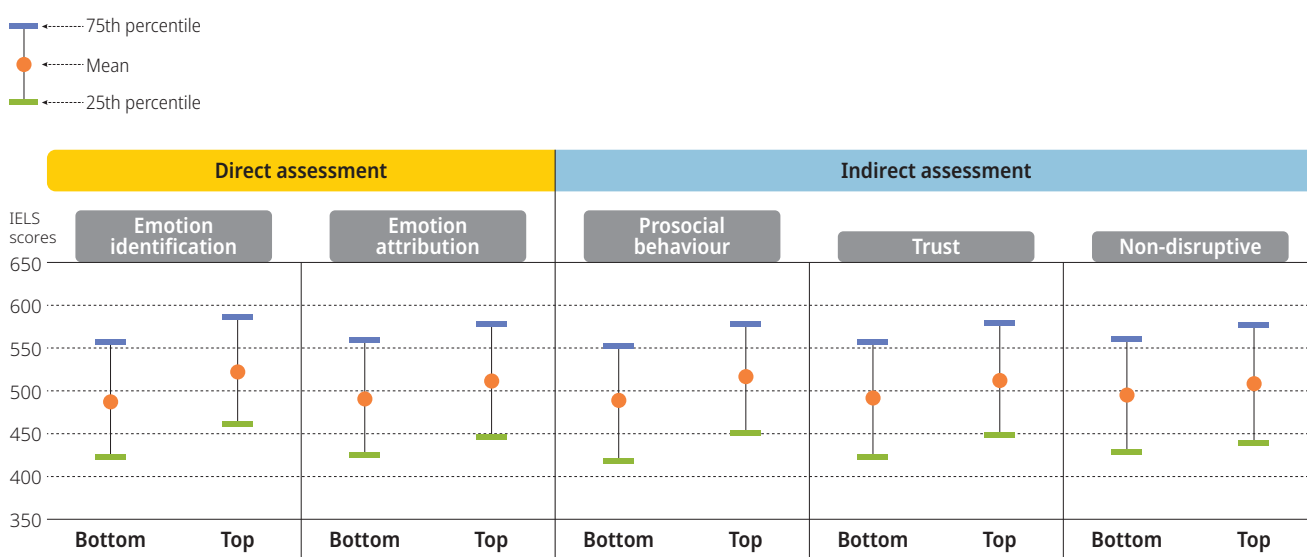 75th percentile
Mean
25th percentile
Direct assessment
Indirect assessment
IELS
scores
Emotion
identification
Emotion
attribution
Prosocial
behaviour
Trust
Non-disruptive
650
600
550
500
450
400
350
Bottom
Top
Bottom
Top
Bottom
Top
Bottom
Top
Bottom
Top